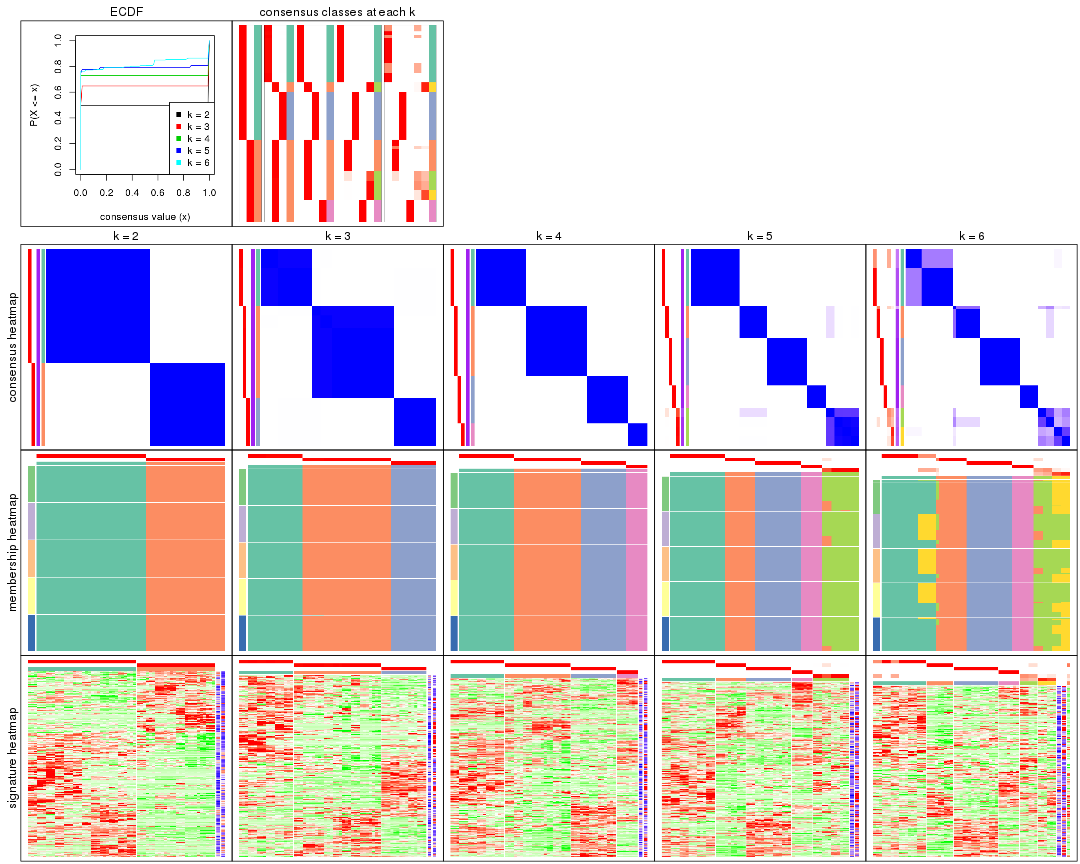 ECDF
consensus classes at each k
P(X <= x)
0.0 0.2 0.4 0.6 0.8 1.0
k = 2
k = 3
k = 4
k = 5
k = 6
0.0 0.2 0.4 0.6 0.8 1.0
consensus value (x)
k = 2
k = 3
k = 4
k = 5
k = 6
consensus heatmap
membership heatmap
signature heatmap